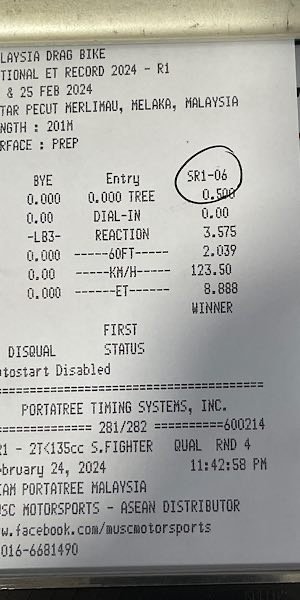 LAYSIA DRAG BIKE
TIONAL ET RECORD 2024 - R1
& 25 FEB 2024
TAR PECUT MERLIMAU, MELAKA, MALAYSIA
NGTH : 201M
RFACE : PREP
BYE Entry SR1-06
0.000 0.000 TREE 0.500
0.00 DIAL-IN 0.00
-LB3- REACTION 3.575
0.000 -----60FT----- 2.039
0.00 ------KM/H------ 123.50
0.000 -------ET------- 8.888
WINNER
FIRST
DISQUAL STATUS
utostart Disabled
==================================
PORTATREE TIMING SYSTEMS, INC.
============ 281/282 ==========600214
R1 - 2T<135cc S.FIGHTER QUAL RND 4
ebruary 24, 2024 11:42:58 PM
EAM PORTATREE MALAYSIA
USC MOTORSPORTS - ASEAN DISTRIBUTOR
w.facebook.com/muscmotorsports
016-6681490